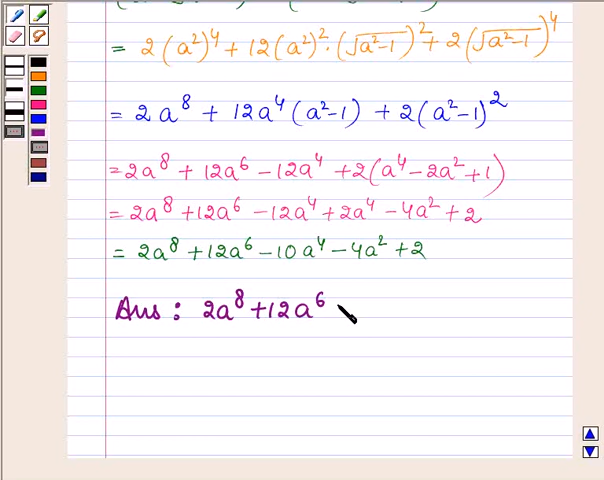 = 2(a²)⁴ + 12(a²)²·(√a²-1)² + 2(√a²-1)⁴
= 2a⁸ + 12a⁴(a²-1) + 2(a²-1)²
= 2a⁸ + 12a⁶ - 12a⁴ + 2(a⁴ - 2a² + 1)
= 2a⁸ + 12a⁶ - 12a⁴ + 2a⁴ - 4a² + 2
= 2a⁸ + 12a⁶ - 10a⁴ - 4a² + 2
Ans : 2a⁸ + 12a⁶